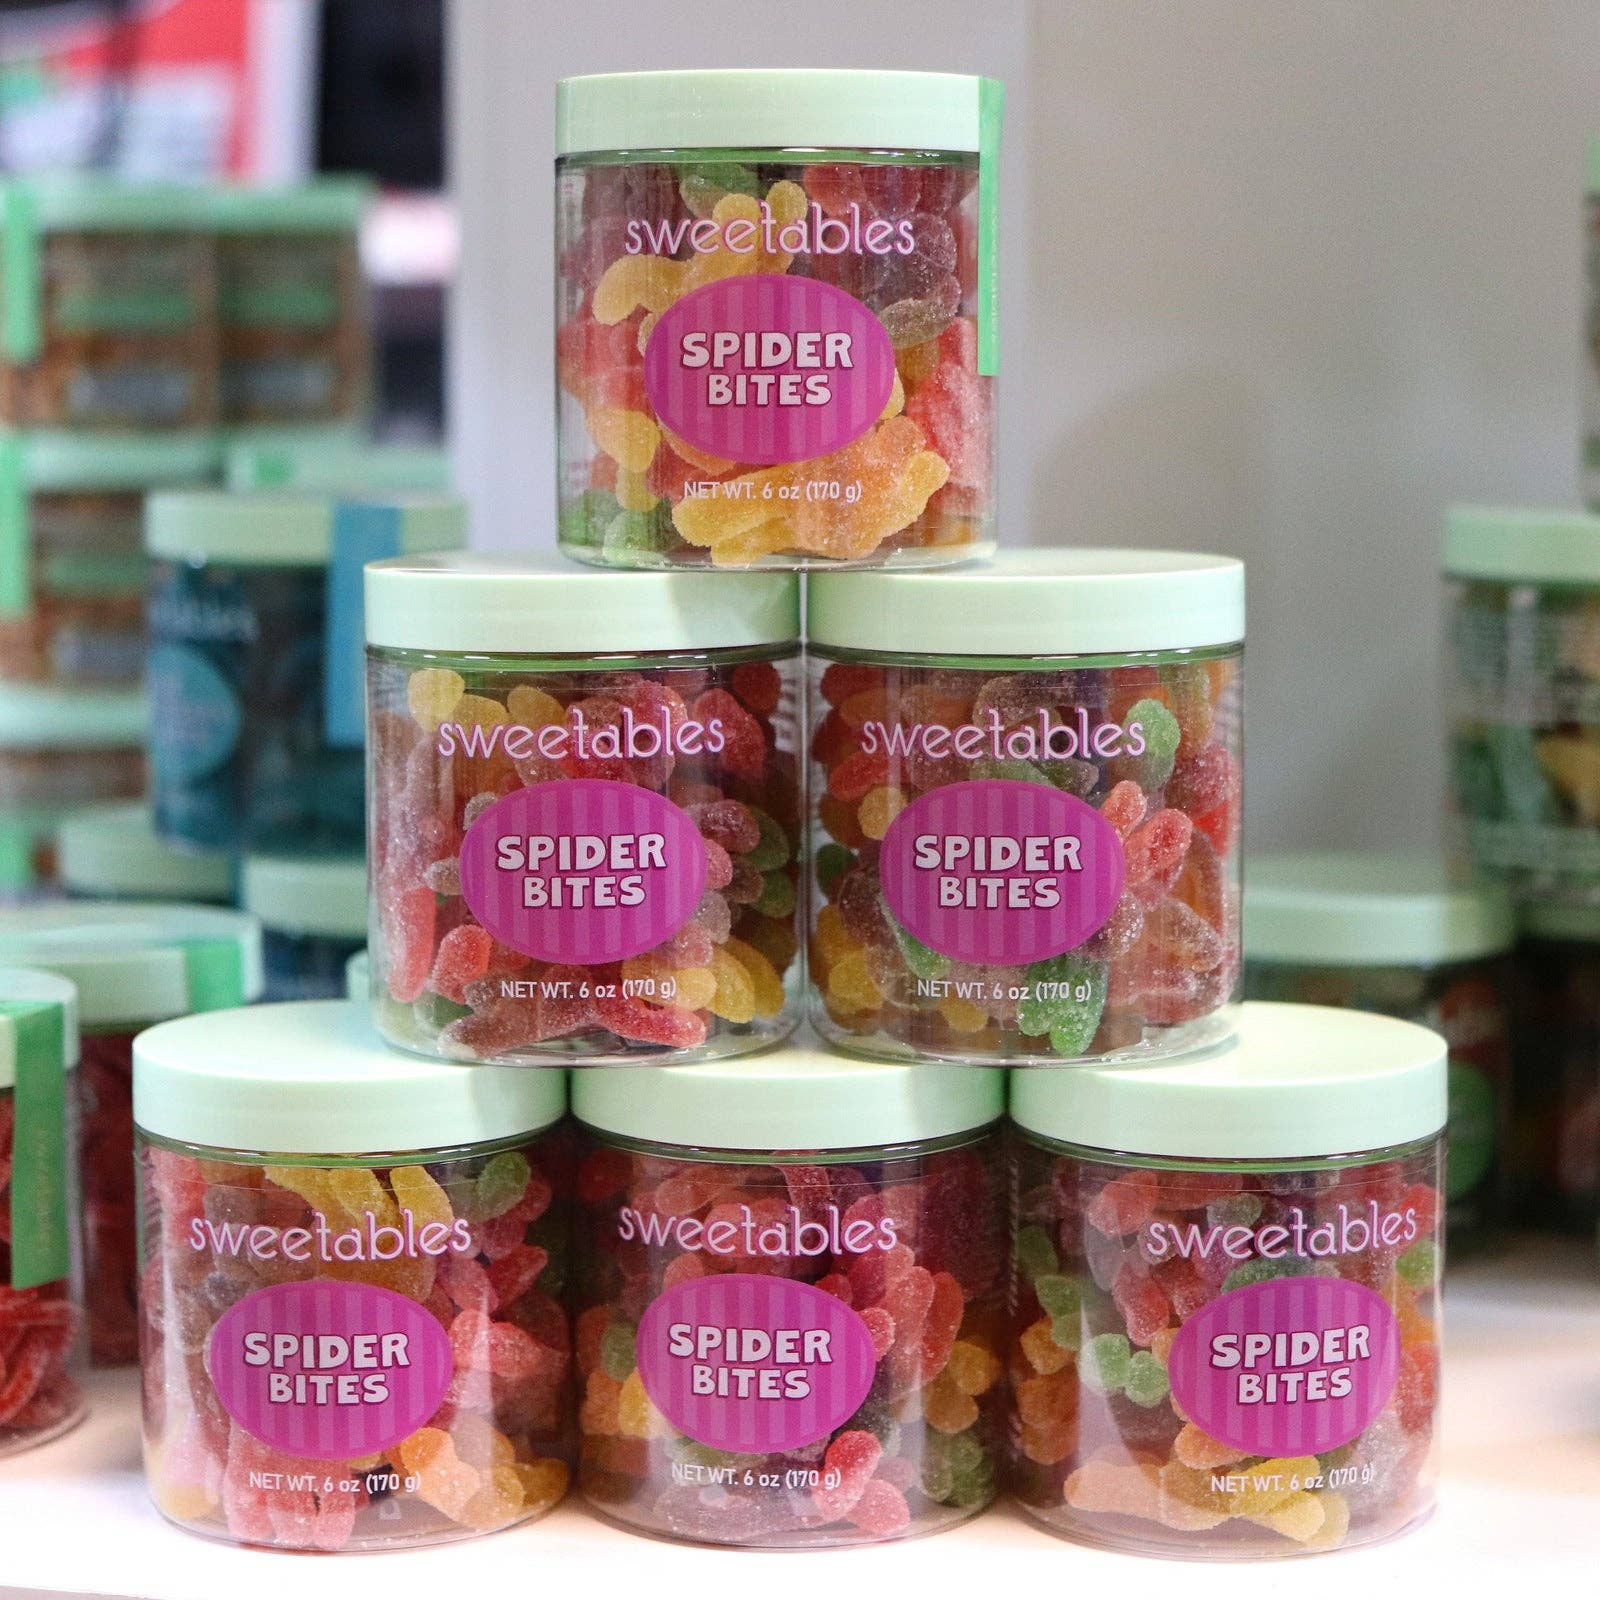 sweetables
SPIDER
BITES
NET WT. 6 oz (170 g)
sweetables
SPIDER
BITES
NET WT. 6 oz (170 g)
sweetables
SPIDER
BITES
NET WT. 6 oz (170 g)
sweetables
SPIDER
BITES
NET WT. 6 oz (170 g)
sweetables
SPIDER
BITES
NET WT. 6 oz (170 g)
sweetables
SPIDER
BITES
NET WT. 6 oz (170 g)